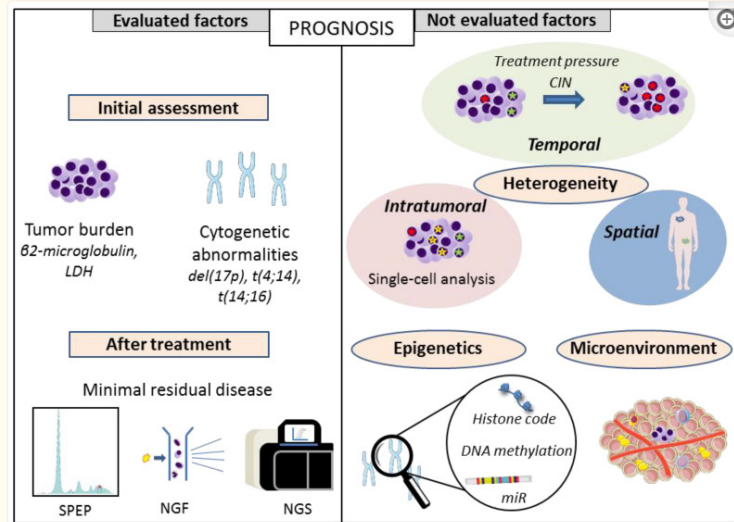 Evaluated factors
PROGNOSIS
Not evaluated factors
Initial assessment
Tumor burden
β2-microglobulin,
LDH
Cytogenetic
abnormalities
del(17p), t(4;14),
t(14;16)
After treatment
Minimal residual disease
SPEP
NGF
NGS
Treatment pressure
CIN
Temporal
Heterogeneity
Intratumoral
Single-cell analysis
Spatial
Epigenetics
Microenvironment
Histone code
DNA methylation
miR